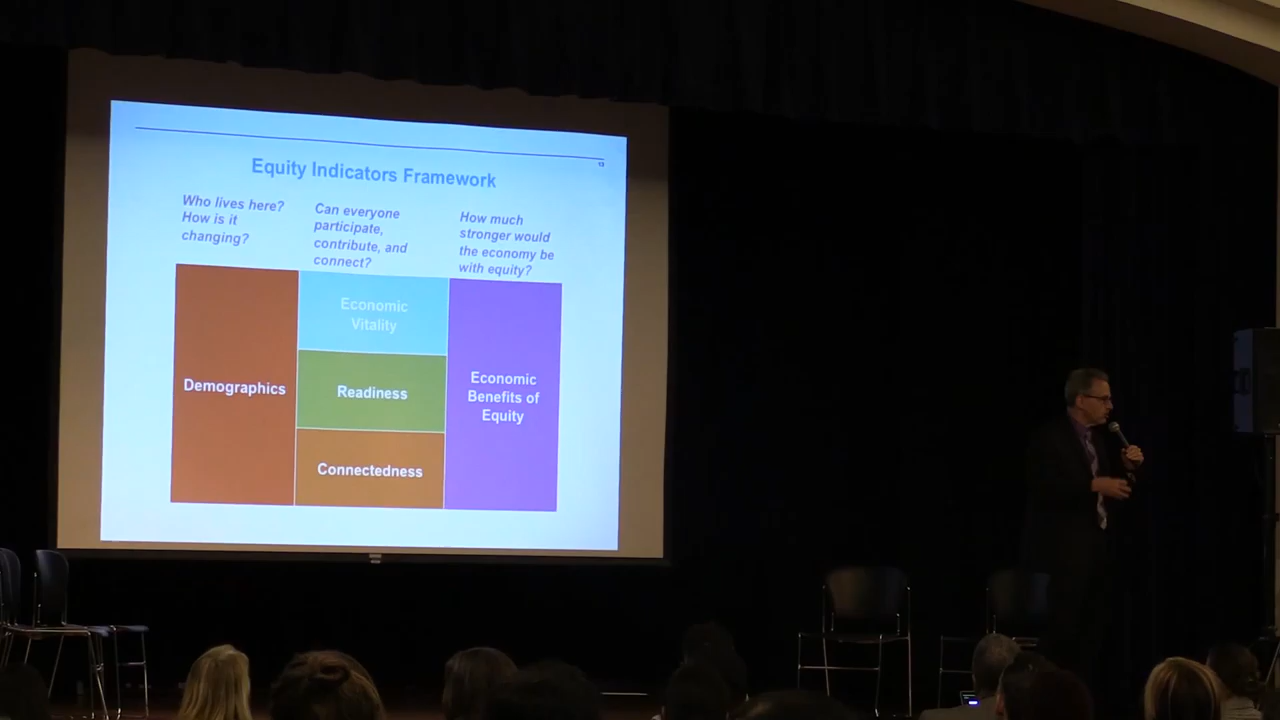 Equity Indicators Framework
Who lives here?
How is it
changing?
Can everyone
participate,
contribute, and
connect?
How much
stronger would
the economy be
with equity?
Demographics
Economic
Vitality
Readiness
Connectedness
Economic
Benefits of
Equity